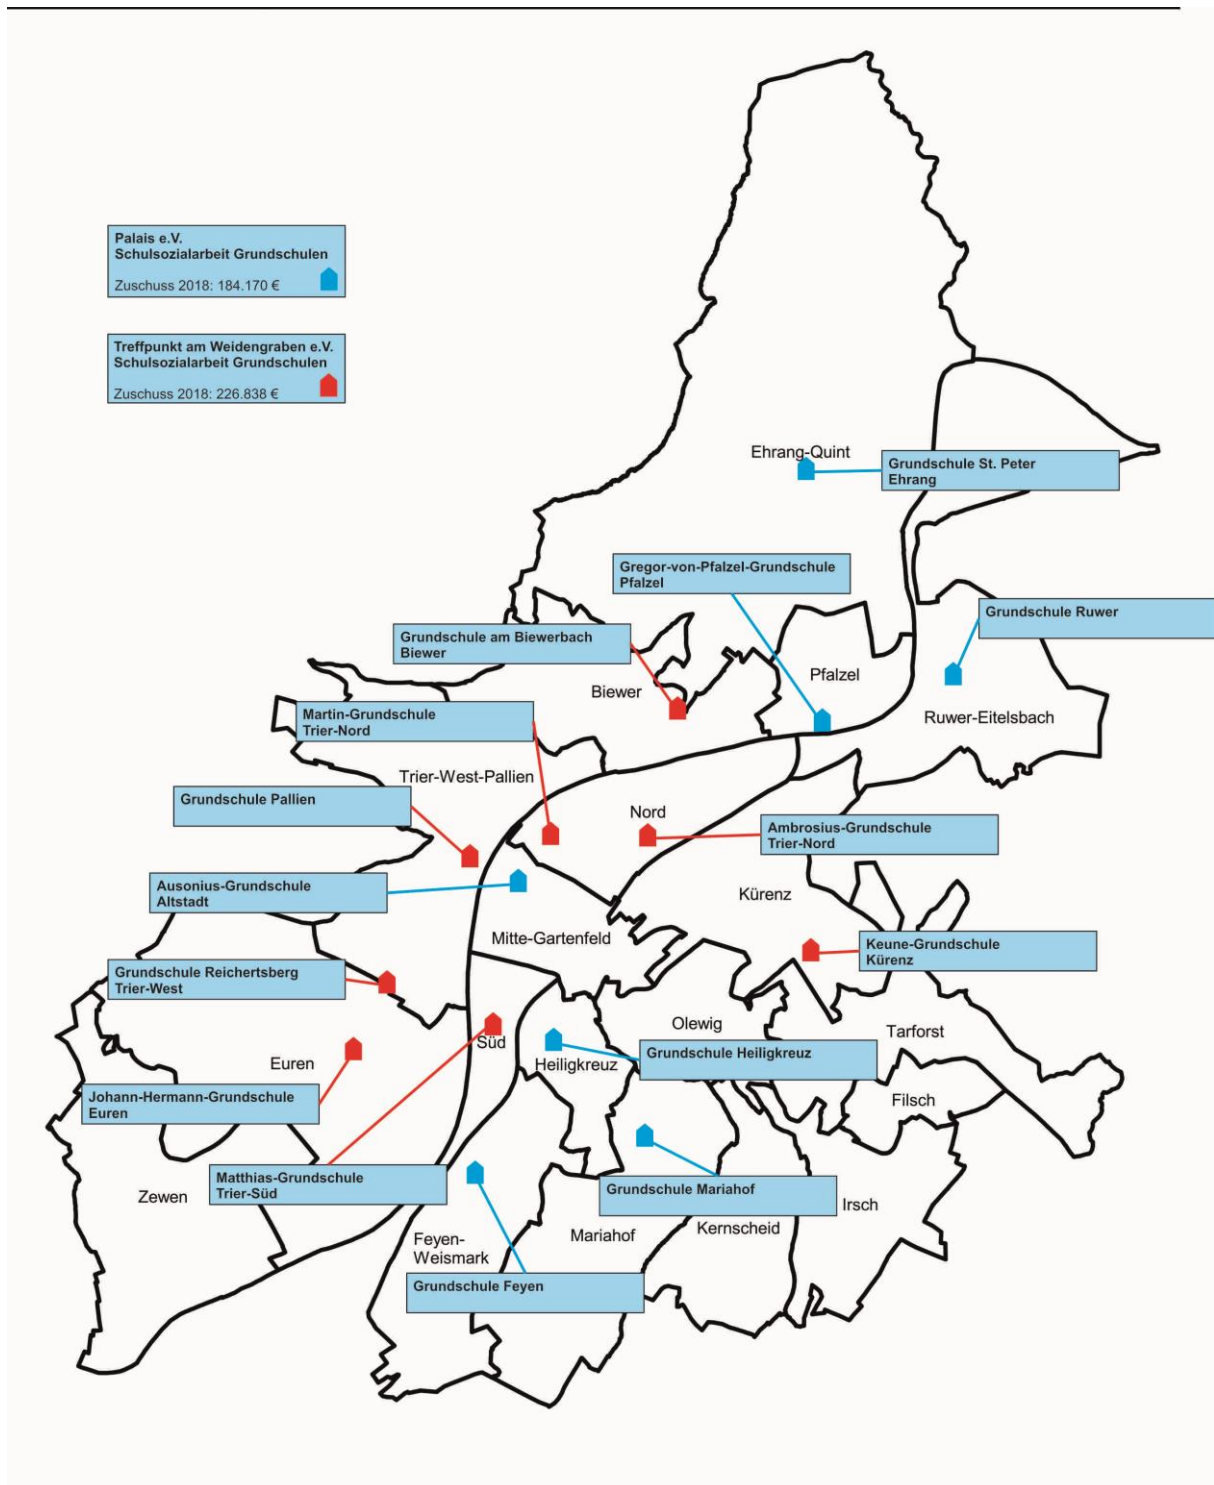 Palais e.V.
Schulsozialarbeit Grundschulen
Zuschuss 2018: 184.170 €
Treffpunkt am Weidengraben e.V.
Schulsozialarbeit Grundschulen
Zuschuss 2018: 226.838 €
Ehrang-Quint
Grundschule St. Peter
Ehrang
Gregor-von-Pfalzel-Grundschule
Pfalzel
Grundschule Ruwer
Grundschule am Biewerbach
Biewer
Pfalzel
Biewer
Ruwer-Eitelsbach
Martin-Grundschule
Trier-Nord
Trier-West-Pallien
Grundschule Pallien
Nord
Ambrosius-Grundschule
Trier-Nord
Ausonius-Grundschule
Altstadt
Kürenz
Mitte-Gartenfeld
Keune-Grundschule
Kürenz
Grundschule Reichertsberg
Trier-West
Olewig
Tarforst
Süd
Heiligkreuz
Grundschule Heiligkreuz
Euren
Johann-Hermann-Grundschule
Euren
Filsch
Matthias-Grundschule
Trier-Süd
Zewen
Grundschule Mariahof
Irsch
Kernscheid
Mariahof
Feyen-
Weismark
Grundschule Feyen